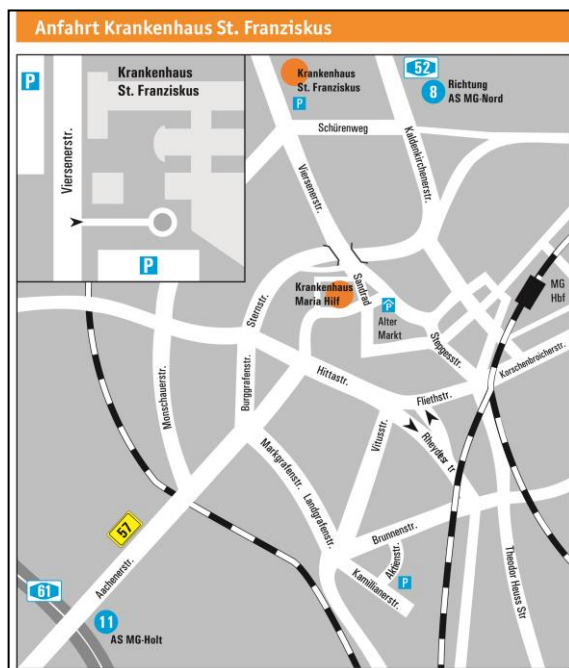 Anfahrt Krankenhaus St. Franziskus
P
Krankenhaus
St. Franziskus
Viersenerstr.
P
Krankenhaus
St. Franziskus
P
52
8
Richtung
AS MG-Nord
Schürenweg
Kaldenkirchenerstr.
Viersenerstr.
Krankenhaus
Maria Hilf
Sandrad
P
Alter
Markt
MG
Hbf
Sternstr.
Stepgesstr.
Korschenbroicherstr.
Monschauerstr.
Burggrafenstr.
Hittastr.
Fliethstr.
Vitusstr.
Markgrafenstr.
Landgrafenstr.
Brunnenstr.
Aktienstr.
Kamillianerstr.
P
Theodor Heuss Str
57
Aachenerstr.
61
11
AS MG-Holt